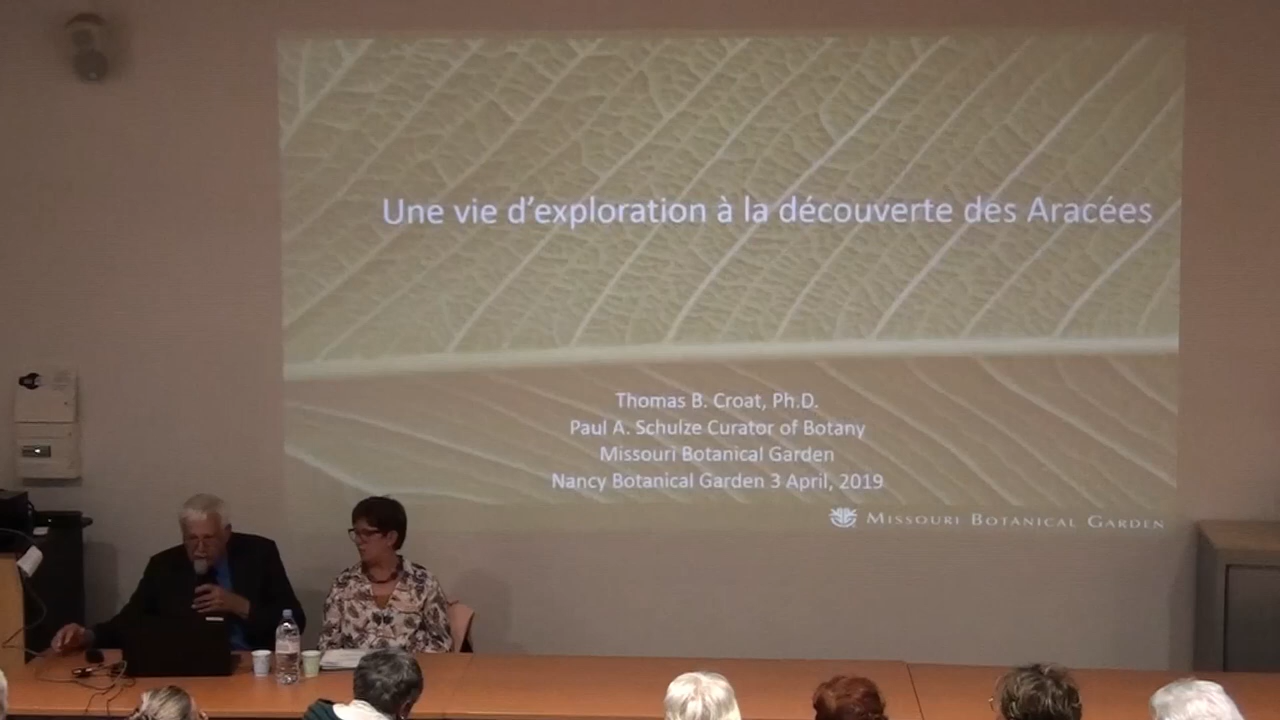 Une vie d’exploration à la découverte des Aracées
Thomas B. Croat, Ph.D.
Paul A. Schulze Curator of Botany
Missouri Botanical Garden
Nancy Botanical Garden 3 April, 2019
MISSOURI BOTANICAL GARDEN